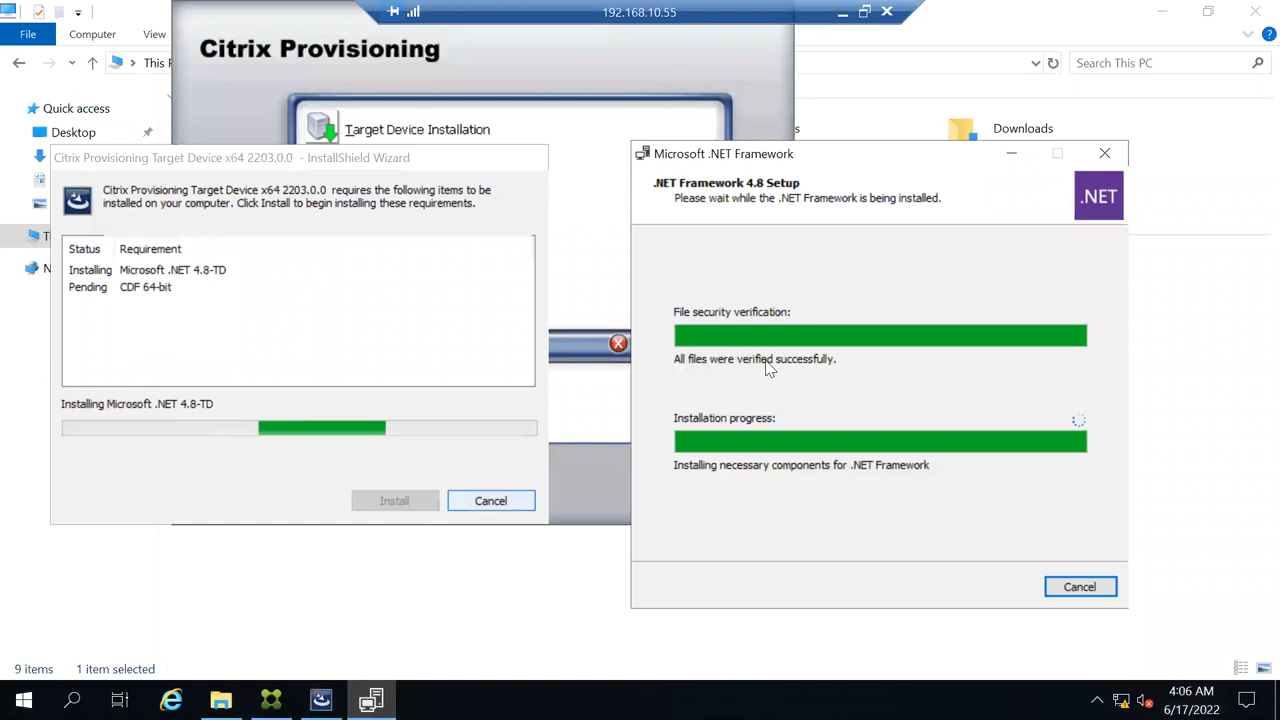 192.168.10.55
File
Computer
View
This P
Search This PC
Quick access
Desktop
Citrix Provisioning
Target Device Installation
s
Downloads
Citrix Provisioning Target Device x64 2203.0.0 - InstallShield Wizard
Citrix Provisioning Target Device x64 2203.0.0 requires the following items to be
installed on your computer. Click Install to begin installing these requirements.
Status Requirement
Installing Microsoft .NET 4.8-TD
Pending CDF 64-bit
Installing Microsoft .NET 4.8-TD
Install
Cancel
T
N
Microsoft .NET Framework
.NET Framework 4.8 Setup
Please wait while the .NET Framework is being installed.
.NET
File security verification:
All files were verified successfully.
Installation progress:
Installing necessary components for .NET Framework
Cancel
9 items
1 item selected
4:06 AM
6/17/2022